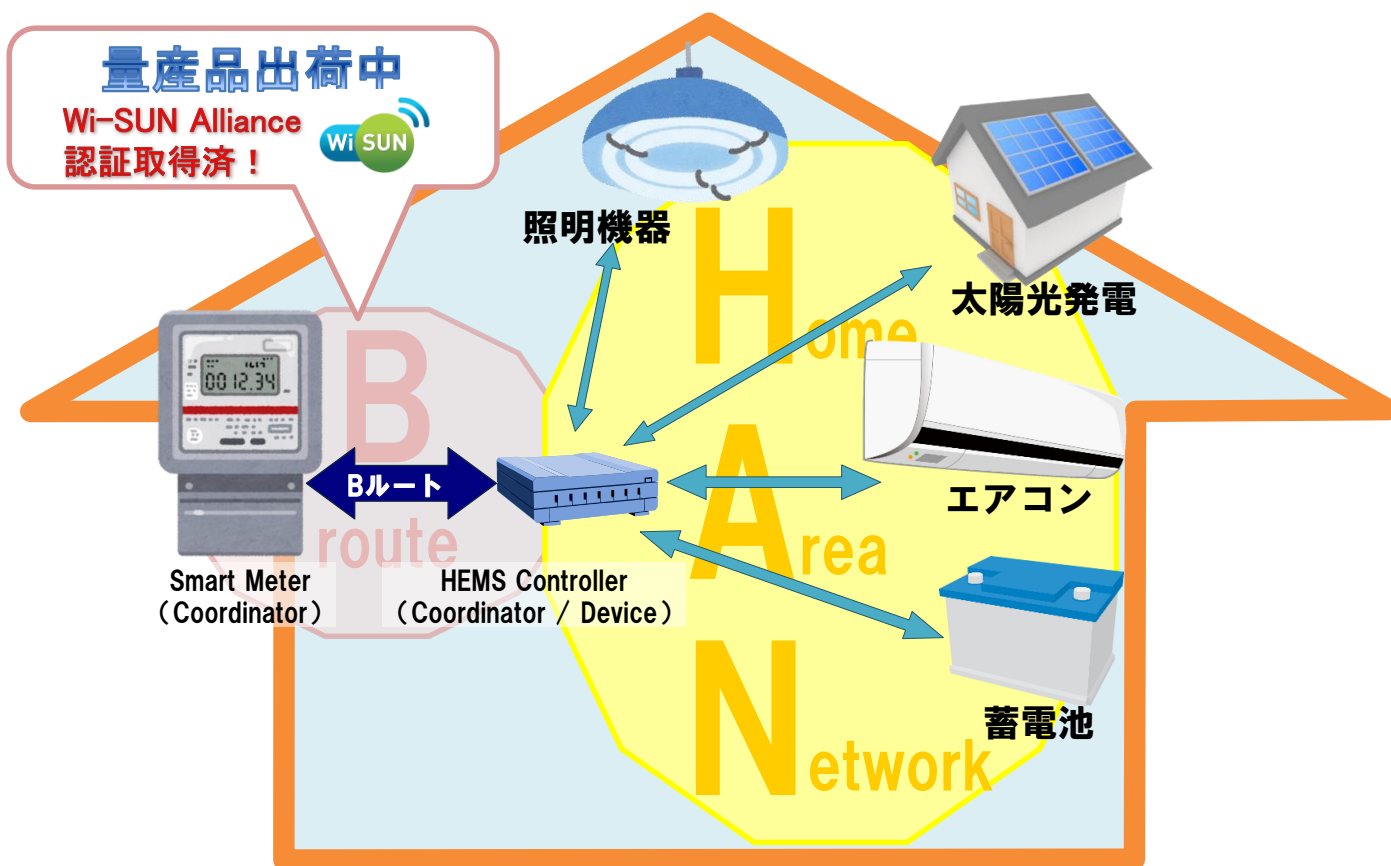 量産品出荷中
Wi-SUN Alliance
認証取得済！
Wi SUN
照明機器
太陽光発電
Home
B
route
0012.34
Bルート
エアコン
Area
Smart Meter
（Coordinator）
HEMS Controller
（Coordinator / Device）
蓄電池
Network